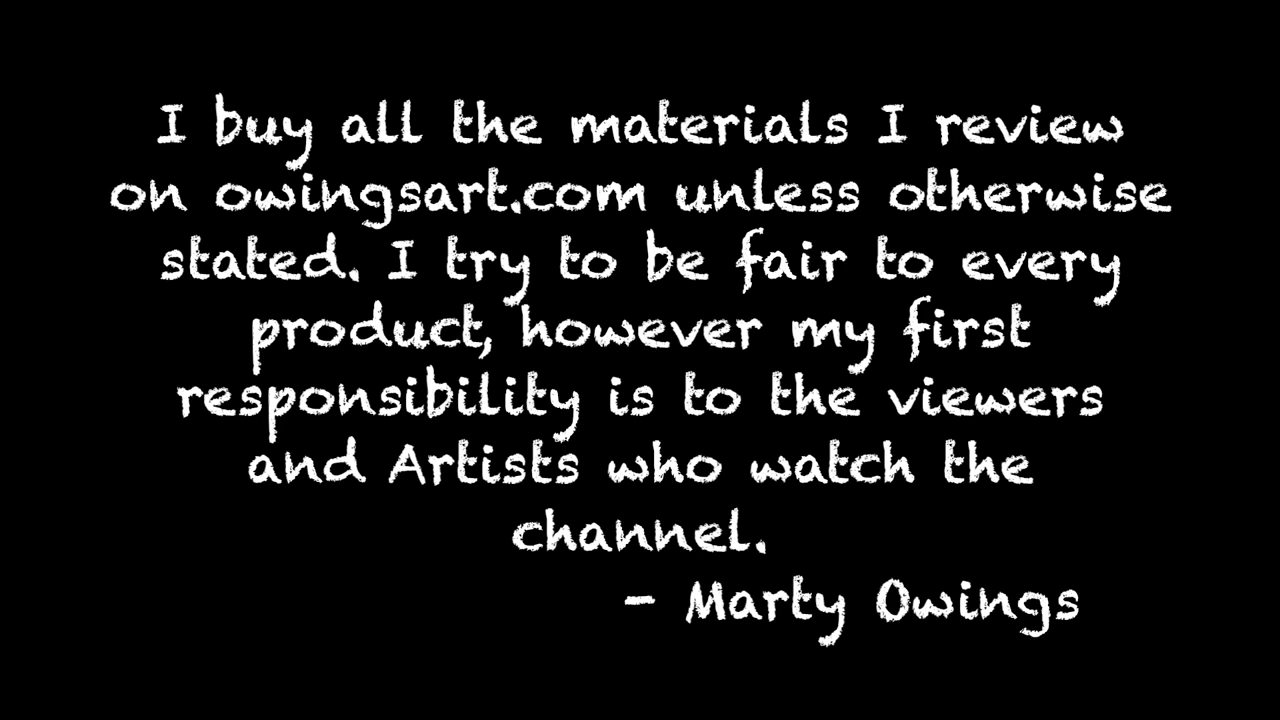 I buy all the materials I review
on owingsart.com unless otherwise
stated. I try to be fair to every
product, however my first
responsibility is to the viewers
and Artists who watch the
channel.
- Marty Owings